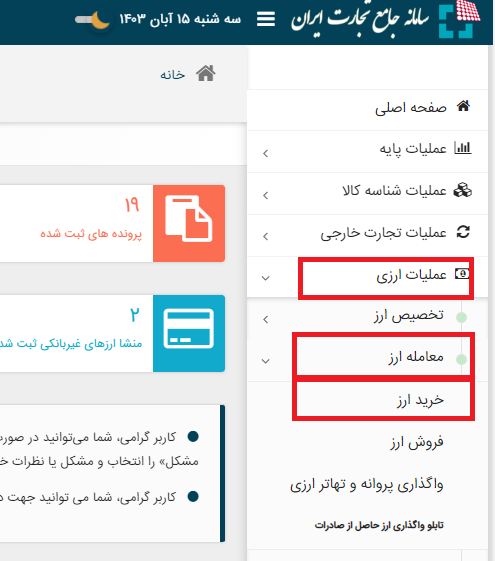 سامانه جامع تجارت ایران
سه شنبه ۱۵ آبان ۱۴۰۳
خانه
صفحه اصلی
عملیات پایه
عملیات شناسه کالا
عملیات تجارت خارجی
عملیات ارزی
تخصیص ارز
معامله ارز
خرید ارز
فروش ارز
واگذاری پروانه و تهاتر ارزی
تابلو واگذاری ارز حاصل از صادرات
۱۹
پرونده های ثبت شده
۲
منشا ارزهای غیربانکی ثبت شد
کاربر گرامی، شما می‌توانید در صورت
مشکل» را انتخاب و مشکل یا نظرات خ
کاربر گرامی، شما می توانید جهت د